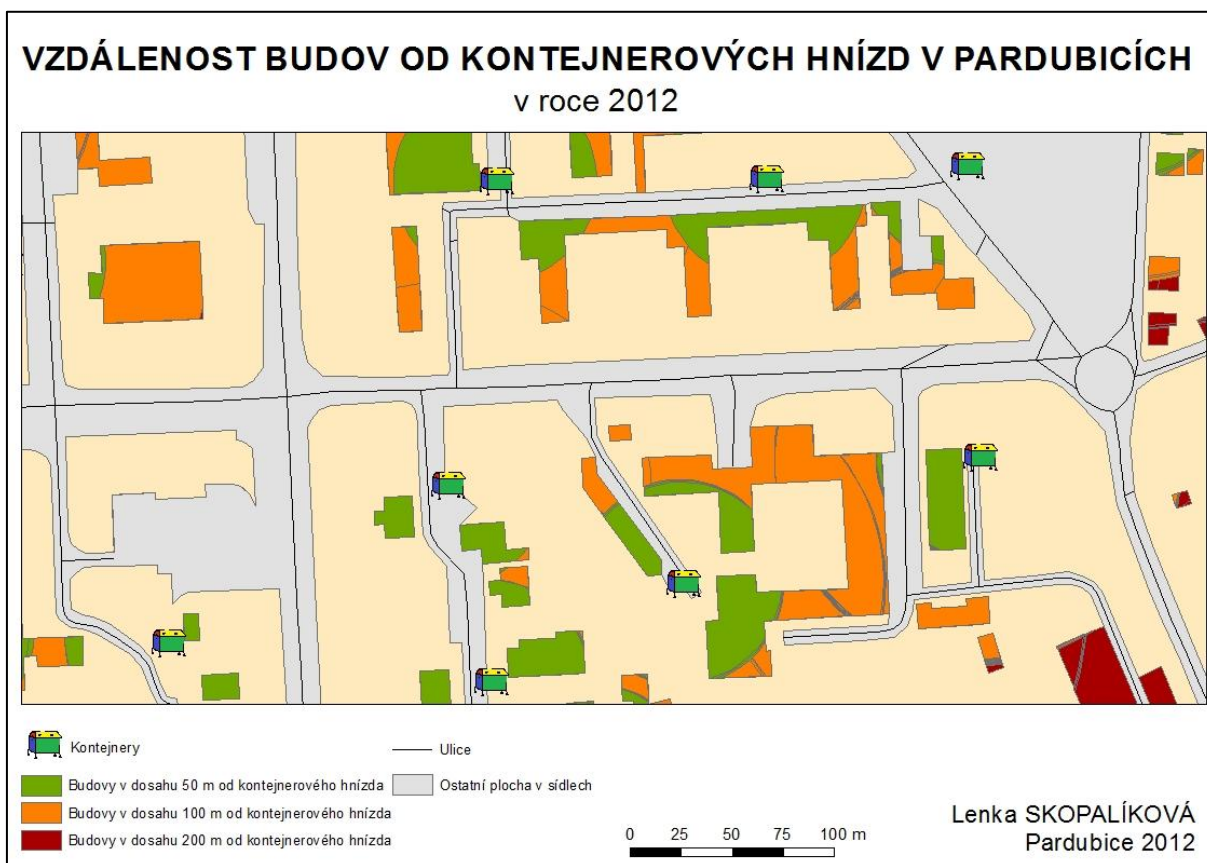 VZDÁLENOST BUDOV OD KONTEJNEROVÝCH HNÍZD V PARDUBICÍCH
v roce 2012
Kontejnery
Ulice
Budovy v dosahu 50 m od kontejnerového hnízda
Ostatní plocha v sídlech
Budovy v dosahu 100 m od kontejnerového hnízda
Budovy v dosahu 200 m od kontejnerového hnízda
0 25 50 75 100 m
Lenka SKOPALÍKOVÁ
Pardubice 2012